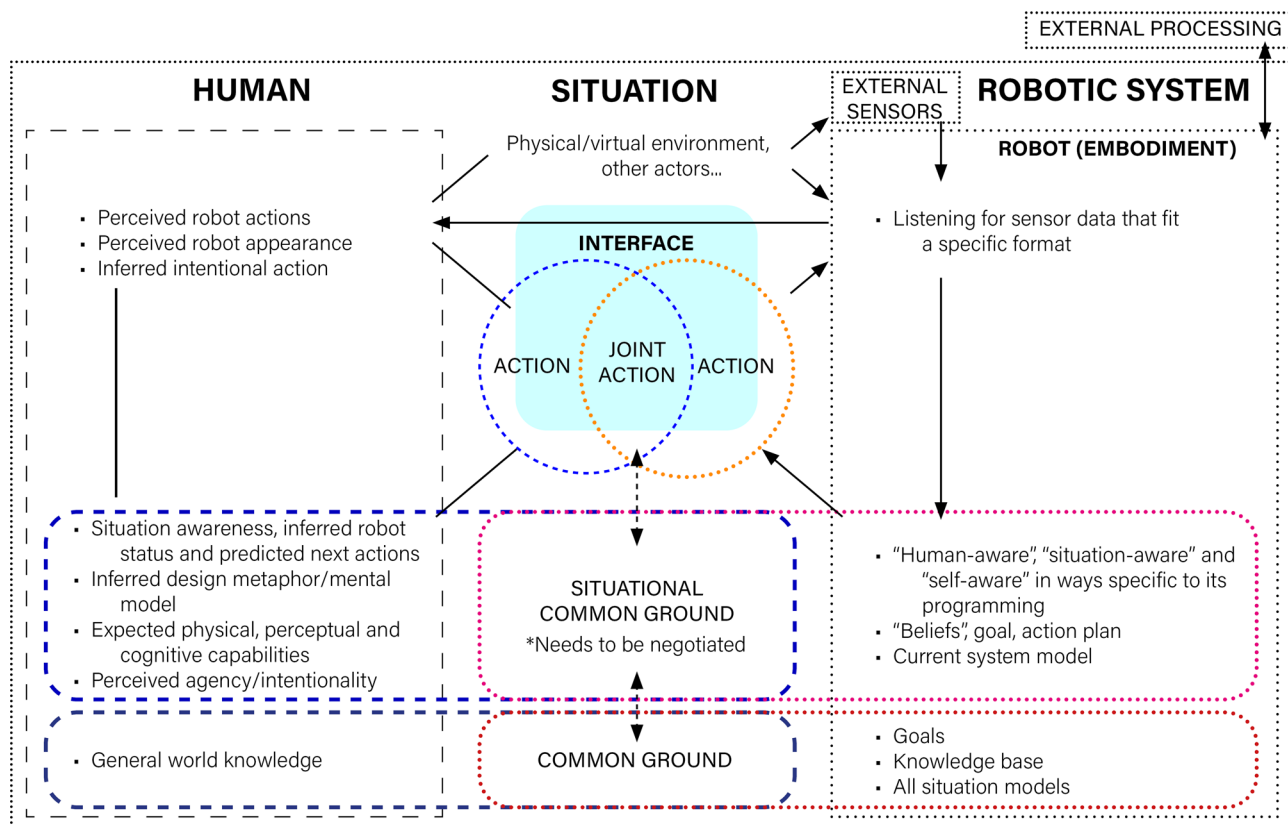 EXTERNAL PROCESSING
HUMAN
SITUATION
EXTERNAL
SENSORS
ROBOTIC SYSTEM
Physical/virtual environment,
other actors...
ROBOT (EMBODIMENT)
▪ Perceived robot actions
▪ Perceived robot appearance
▪ Inferred intentional action
INTERFACE
ACTION
JOINT
ACTION
ACTION
▪ Listening for sensor data that fit
a specific format
▪ Situation awareness, inferred robot
status and predicted next actions
▪ Inferred design metaphor/mental
model
▪ Expected physical, perceptual and
cognitive capabilities
▪ Perceived agency/intentionality
SITUATIONAL
COMMON GROUND
*Needs to be negotiated
▪ “Human-aware”, “situation-aware” and
“self-aware” in ways specific to its
programming
▪ “Beliefs”, goal, action plan
▪ Current system model
▪ General world knowledge
COMMON GROUND
▪ Goals
▪ Knowledge base
▪ All situation models